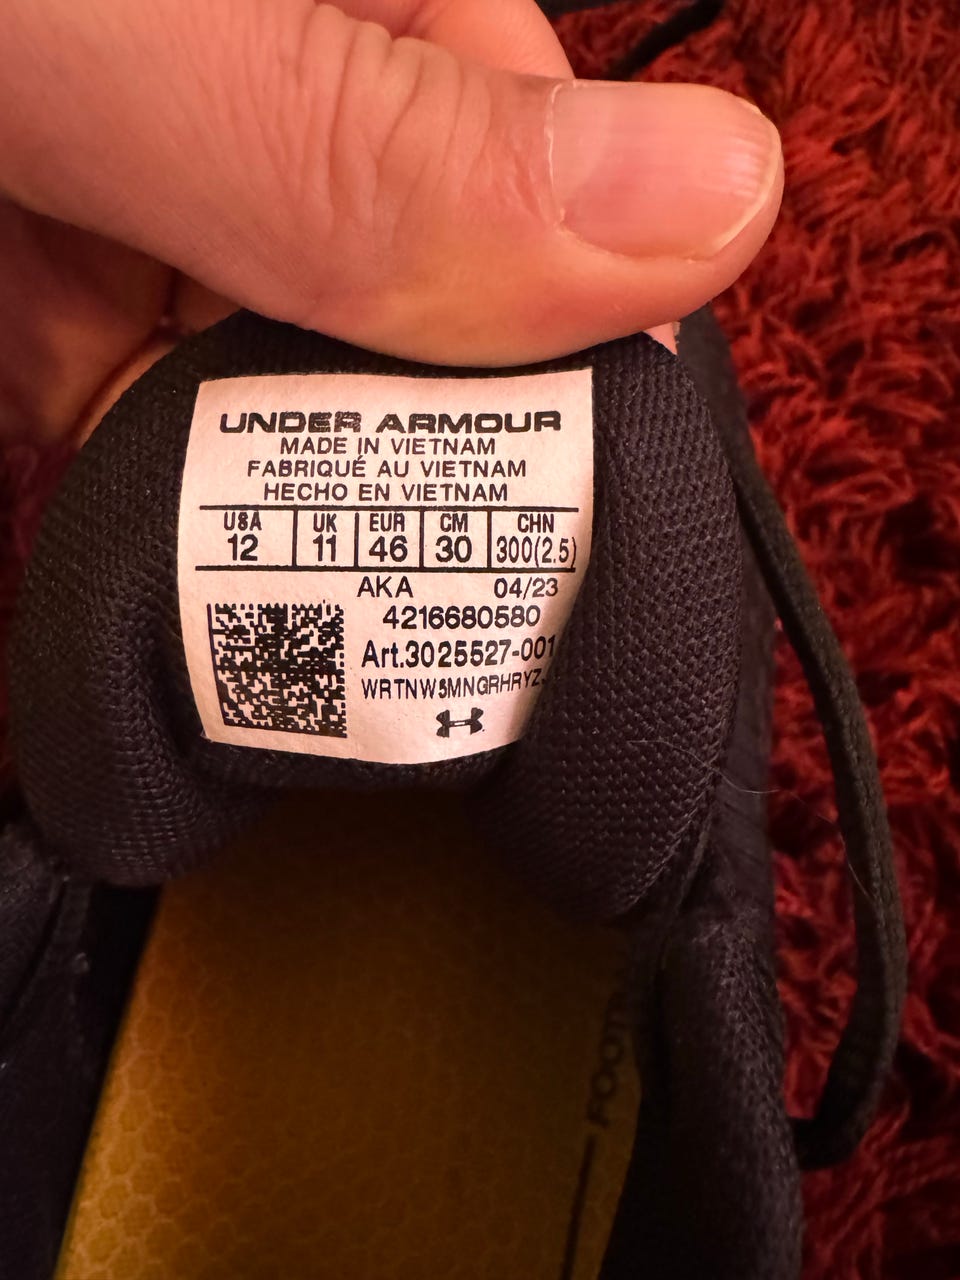 UNDER ARMOUR
MADE IN VIETNAM
FABRIQUÉ AU VIETNAM
HECHO EN VIETNAM
USA UK EUR CM CHN
12 11 46 30 300(2.5)
AKA 04/23
4216680580
Art.3025527-001